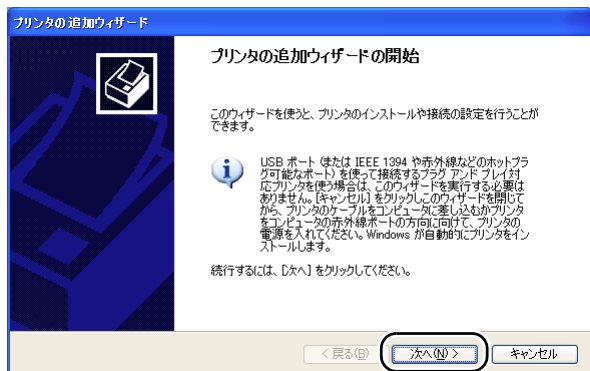 プリンタの追加ウィザード
プリンタの追加ウィザードの開始
このウィザードを使うと、プリンタのインストールや接続の設定を行うことが
できます。
USB ポート (または IEEE 1394 や赤外線などのホットプラ
グ可能なポート) を使って接続するプラグ アンド プレイ対
応プリンタを使う場合は、このウィザードを実行する必要は
ありません。[キャンセル] をクリックしこのウィザードを閉じて
から、プリンタのケーブルをコンピュータに差し込むかプリンタ
をコンピュータの赤外線ポートの方向に向けて、プリンタの
電源を入れてください。Windows が自動的にプリンタをイン
ストールします。
続行するには、[次へ] をクリックしてください。
< 戻る(B) 次へ(N) > キャンセル